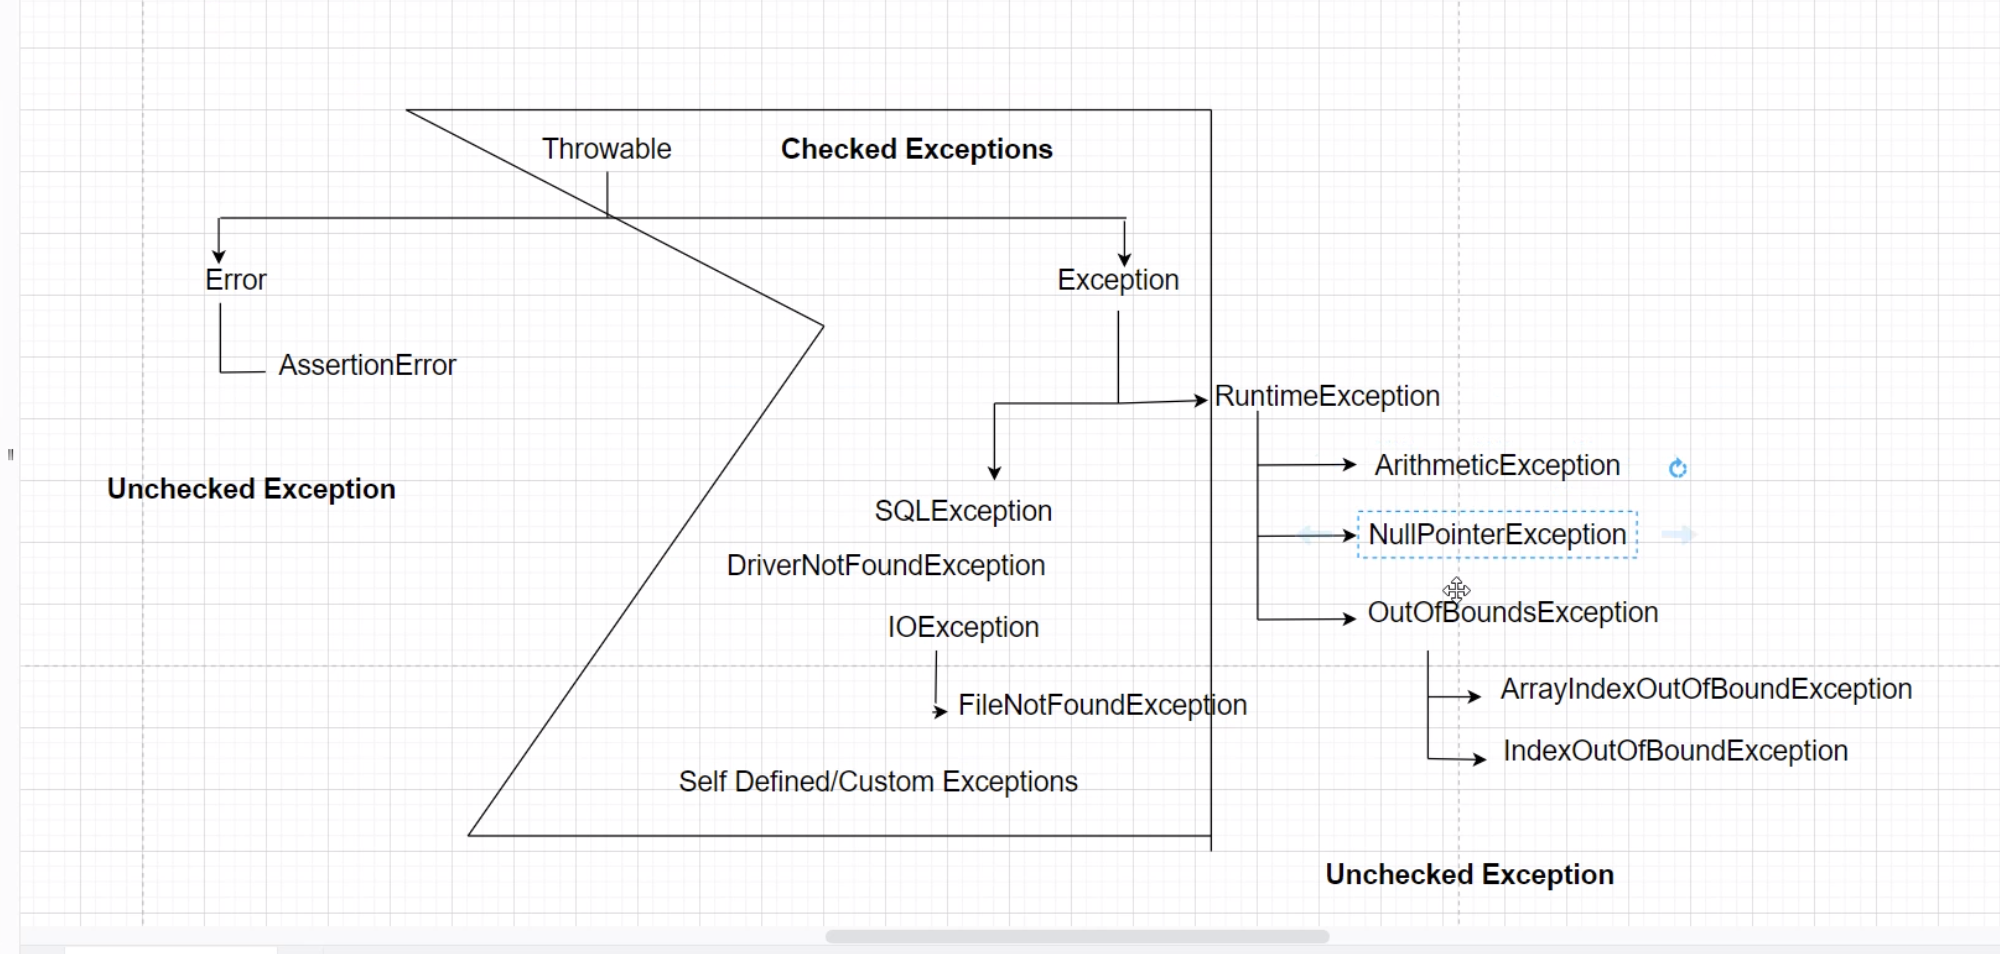 Throwable
Checked Exceptions
Error
Exception
AssertionError
RuntimeException
ArithmeticException
Unchecked Exception
SQLException
NullPointerException
DriverNotFoundException
OutOfBoundsException
IOException
ArrayIndexOutOfBoundException
FileNotFoundException
IndexOutOfBoundException
Self Defined/Custom Exceptions
Unchecked Exception